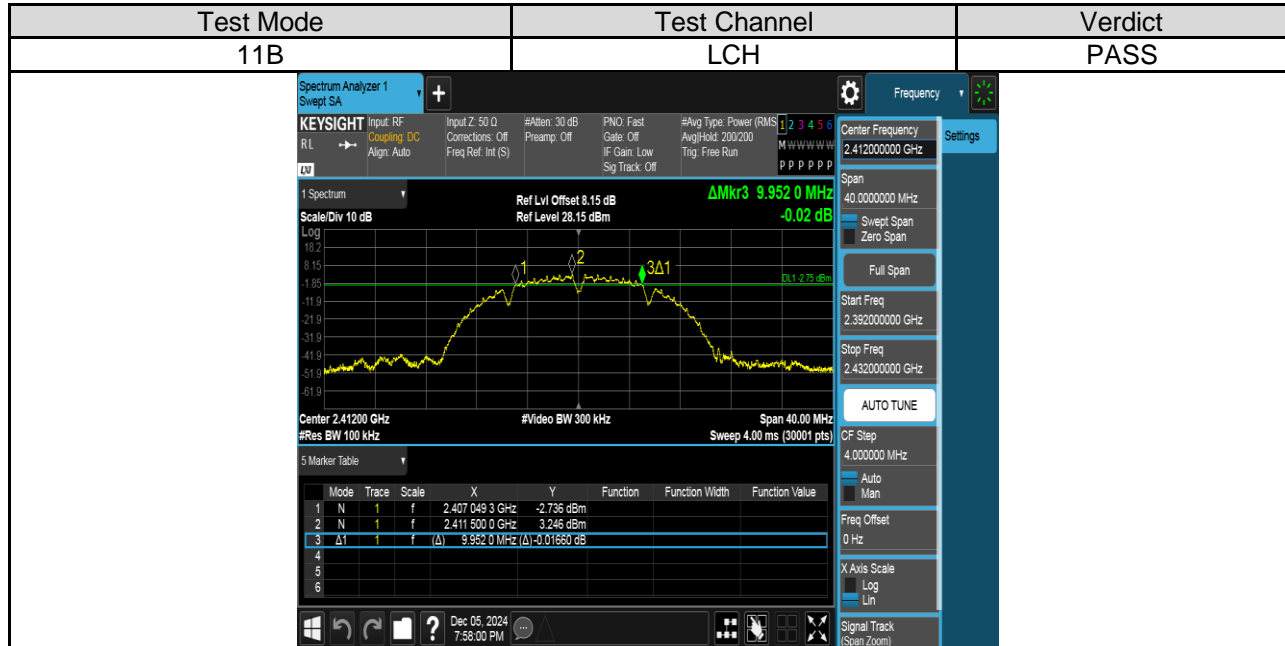 Test Mode Test Channel Verdict
11B LCH PASS
Spectrum Analyzer 1
Swept SA
+
Frequency
KEYSIGHT
RL
LXI
Input: RF
Coupling: DC
Align: Auto
Input Z: 50 Ω
Corrections: Off
Freq Ref: Int (S)
#Atten: 30 dB
Preamp: Off
PNO: Fast
Gate: Off
IF Gain: Low
Sig Track: Off
#Avg Type: Power (RMS
Avg|Hold: 200/200
Trig: Free Run
1 2 3 4 5 6
M W W W W W
P P P P P P
Center Frequency
2.412000000 GHz
Settings
Span
40.0000000 MHz
Swept Span
Zero Span
Full Span
Start Freq
2.392000000 GHz
Stop Freq
2.432000000 GHz
AUTO TUNE
CF Step
4.000000 MHz
Auto
Man
Freq Offset
0 Hz
X Axis Scale
Log
Lin
Signal Track
(Span Zoom)
1 Spectrum
Scale/Div 10 dB
Ref Lvl Offset 8.15 dB
Ref Level 28.15 dBm
ΔMkr3 9.952 0 MHz
-0.02 dB
Log
18.2
8.15
-1.85
-11.9
-21.9
-31.9
-41.9
-51.9
-61.9
1
2
3Δ1
DL1 -2.75 dBm
Center 2.41200 GHz #Video BW 300 kHz Span 40.00 MHz
#Res BW 100 kHz Sweep 4.00 ms (30001 pts)
5 Marker Table
Mode Trace Scale X Y Function Function Width Function Value
1 N 1 f 2.407 049 3 GHz -2.736 dBm
2 N 1 f 2.411 500 0 GHz 3.246 dBm
3 Δ1 1 f (Δ) 9.952 0 MHz (Δ) -0.01660 dB
4
5
6
?
Dec 05, 2024
7:58:00 PM